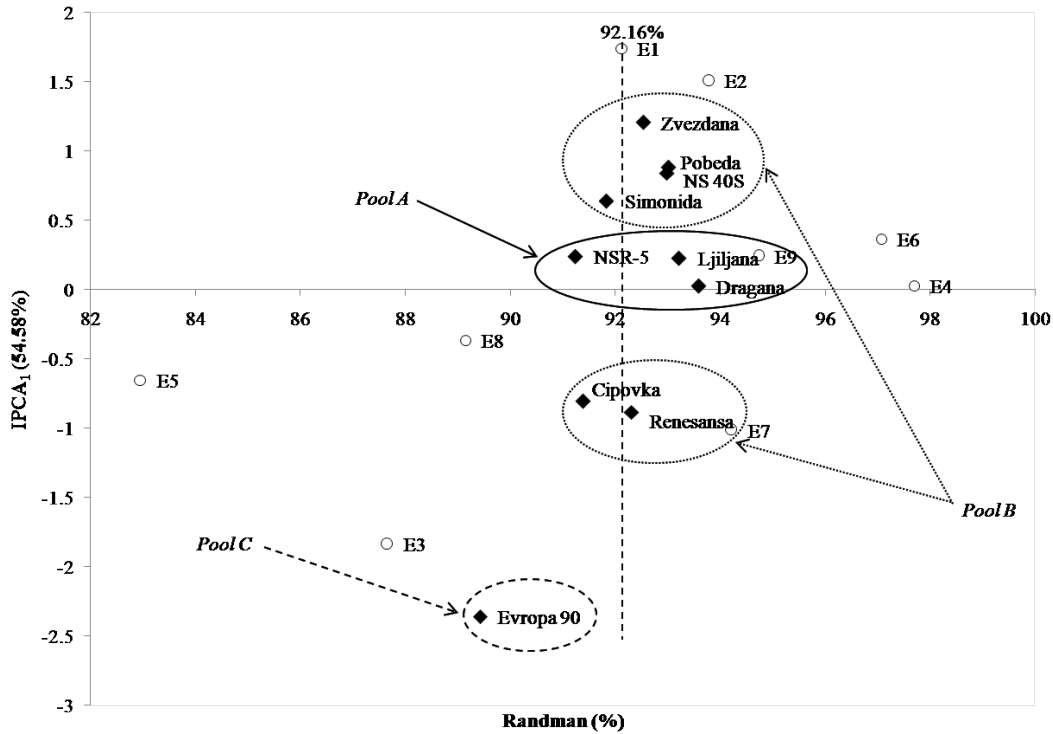 2
92.16%
E1
1.5
E2
Zvezdana
1
Pobeda
NS 40S
Pool A
Simonida
0.5
E6
NSR-5
Ljiljana
E9
Dragana
E4
0
82
84
86
88
90
92
94
96
98
100
E8
-0.5
E5
Cipovka
Renesansa
E7
-1
IPCA1 (54.58%)
-1.5
Pool B
Pool C
E3
-2
Evropa 90
-2.5
-3
Randman (%)